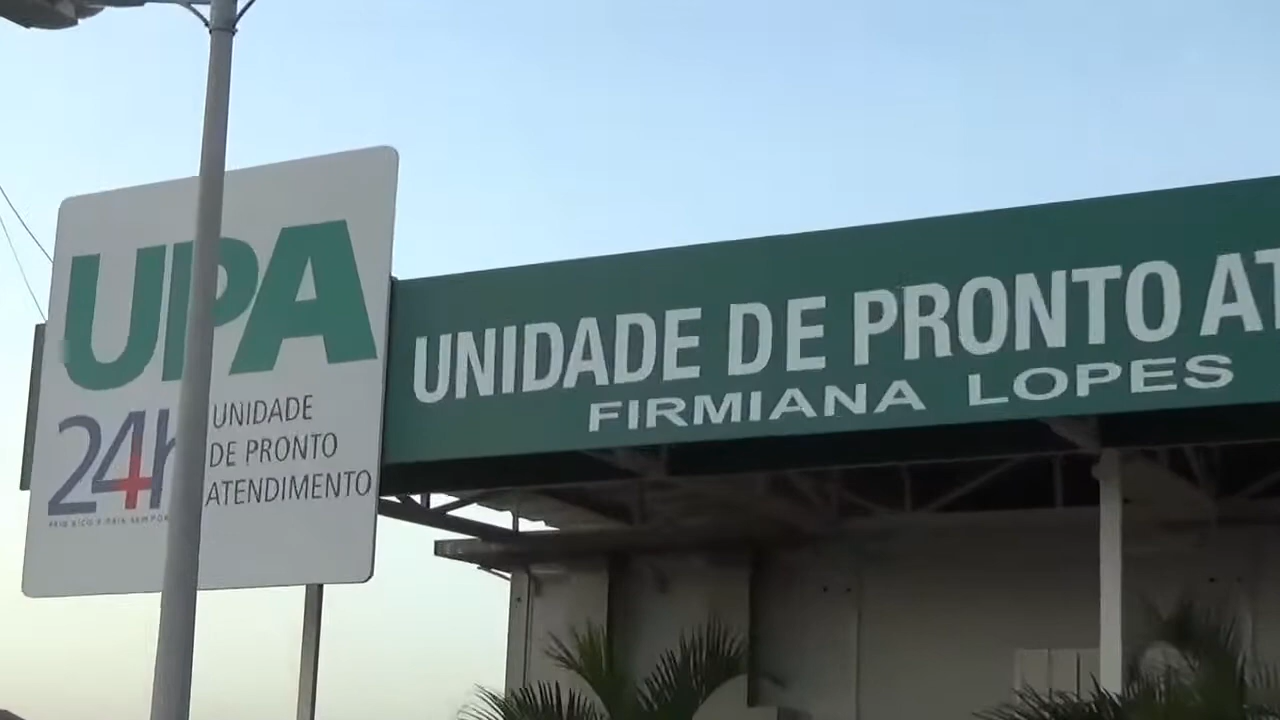 UPA
24h
UNIDADE
DE PRONTO
ATENDIMENTO
UNIDADE DE PRONTO AT
FIRMIANA LOPES